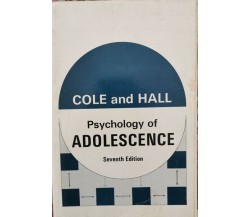 COLE and HALL
Psychology of
ADOLESCENCE
Seventh Edition